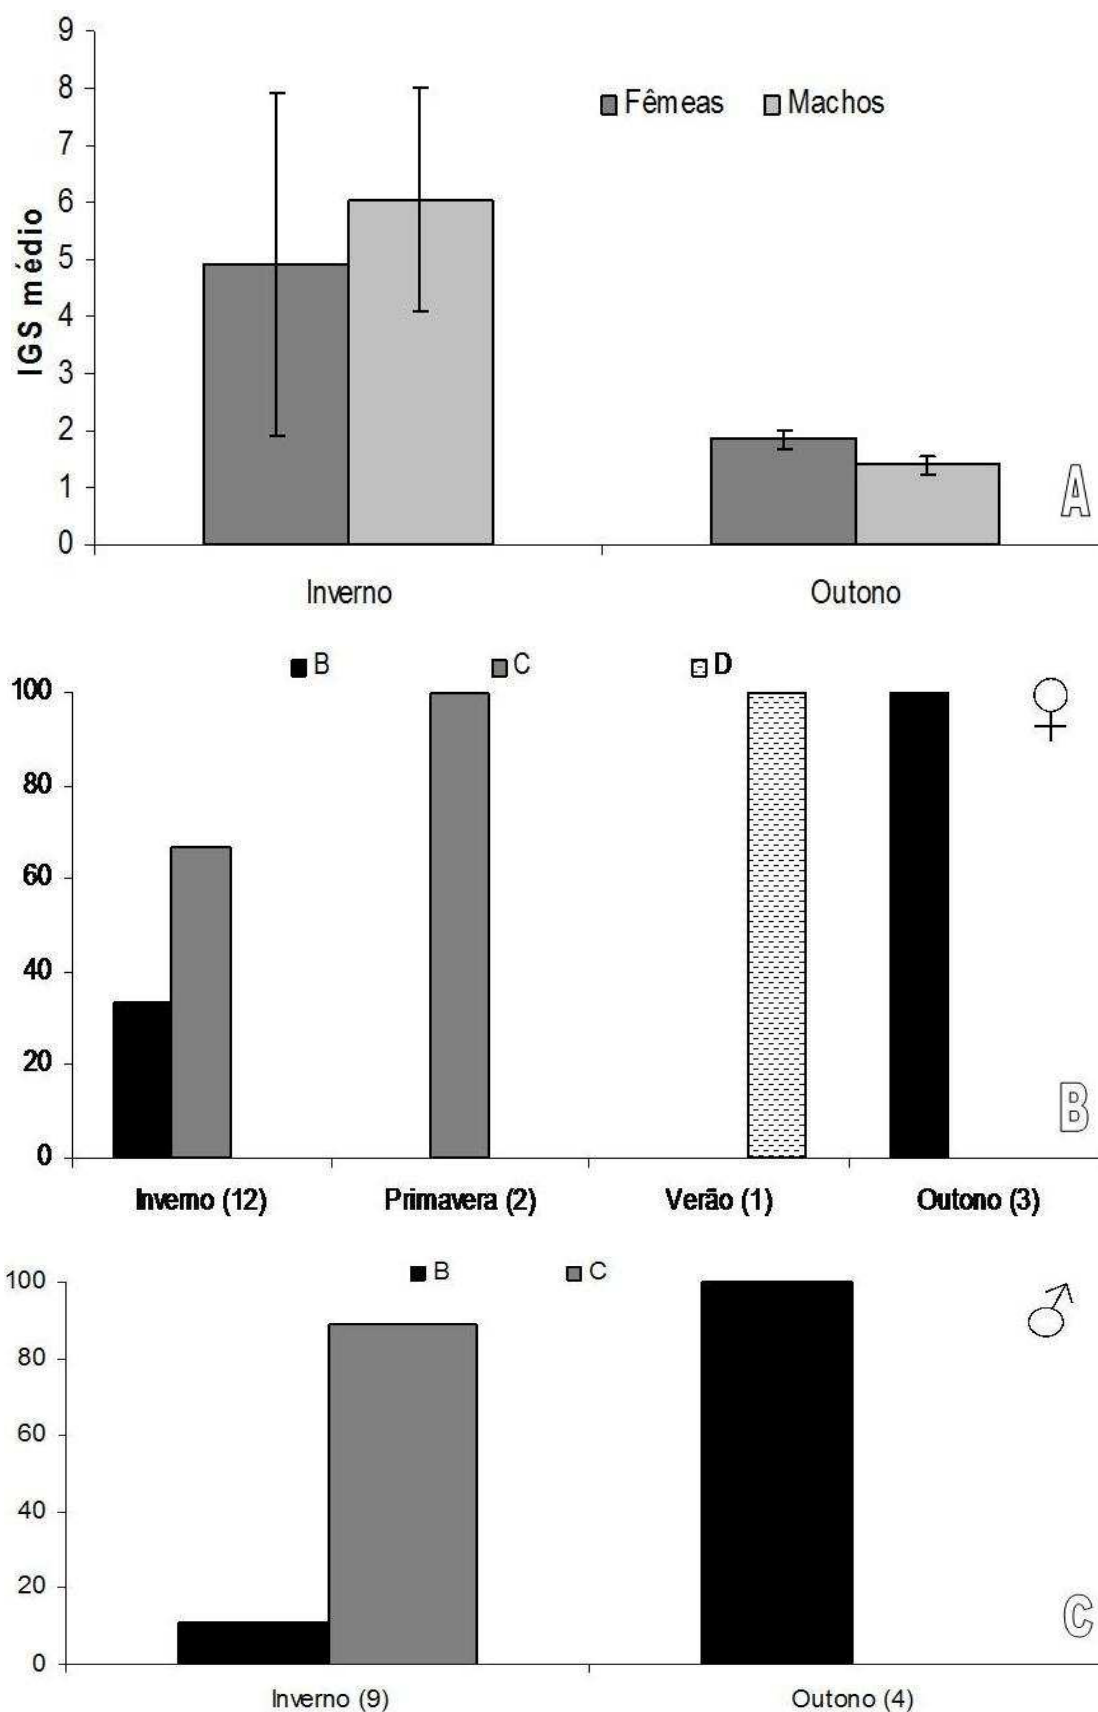 9
8
7
6
5
4
3
2
1
0
IGS médio
Fêmeas Machos
A
Inverno Outono
B C D
100
80
60
40
20
0
B
Inverno (12) Primavera (2) Verão (1) Outono (3)
B C
100
80
60
40
20
0
C
Inverno (9) Outono (4)